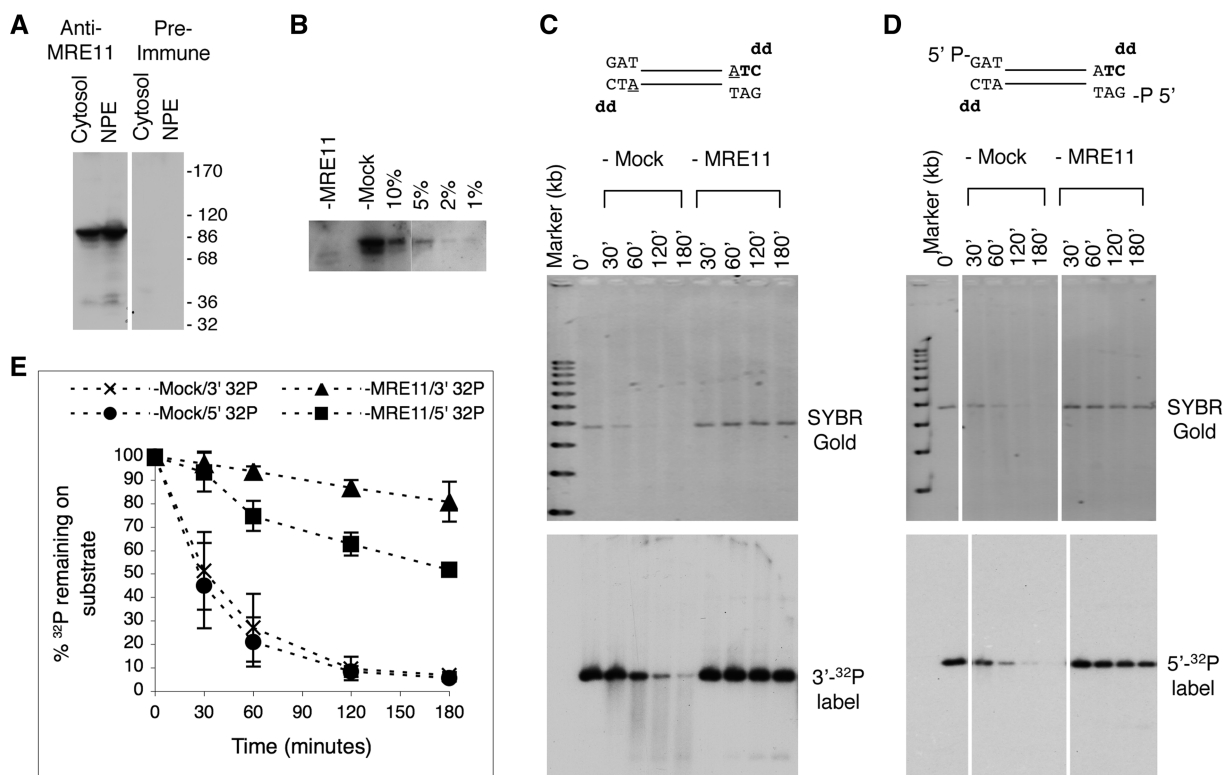 A
Anti-
MRE11
Pre-
Immune
Cytosol
NPE
Cytosol
NPE
-170
- 120
- 86
- 68
- 36
- 32
B
-MRE11
-Mock
10%
5%
2%
1%
C
dd
GAT
ATC
CTA
TAG
dd
- Mock
- MRE11
Marker (kb)
0'
30'
60'
120'
180'
30'
60'
120'
180'
SYBR
Gold
3'-32P
label
D
dd
5' P-GAT
ATC
CTA
TAG -P 5'
dd
- Mock
- MRE11
Marker (kb)
0'
30'
60'
120'
180'
30'
60'
120'
180'
SYBR
Gold
5'-32P
label
E
-Mock/3' 32P
-MRE11/3' 32P
-Mock/5' 32P
-MRE11/5' 32P
% 32P remaining on
substrate
100
90
80
70
60
50
40
30
20
10
0
0
30
60
90
120
150
180
Time (minutes)